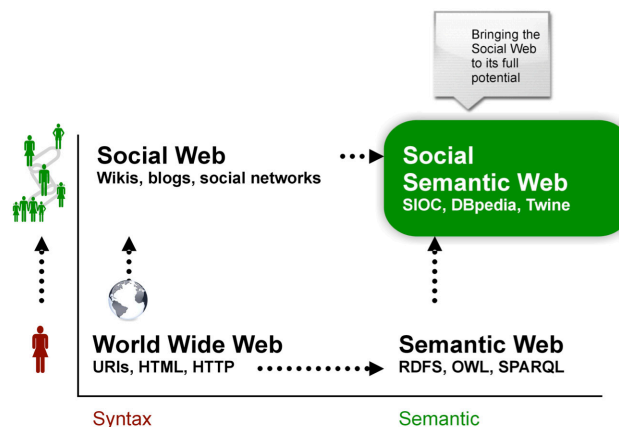 Bringing the
Social Web
to its full
potential
Social Web
Wikis, blogs, social networks
Social
Semantic Web
SIOC, DBpedia, Twine
World Wide Web
URIs, HTML, HTTP
Semantic Web
RDFS, OWL, SPARQL
Syntax
Semantic